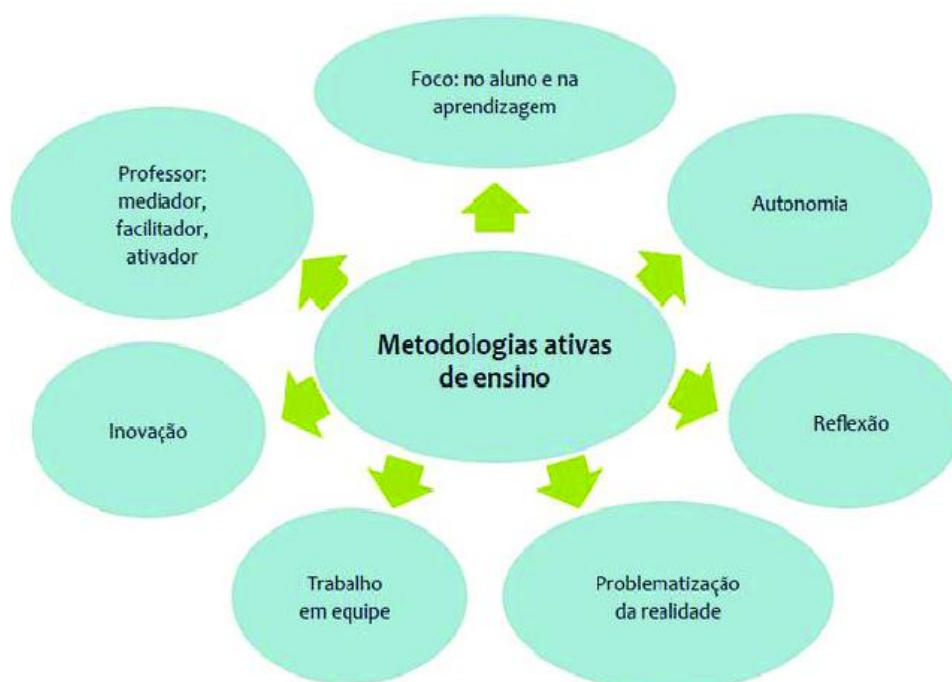 Foco: no aluno e na
aprendizagem
Professor:
mediador,
facilitador,
ativador
Autonomia
Metodologias ativas
de ensino
Inovação
Reflexão
Trabalho
em equipe
Problematização
da realidade